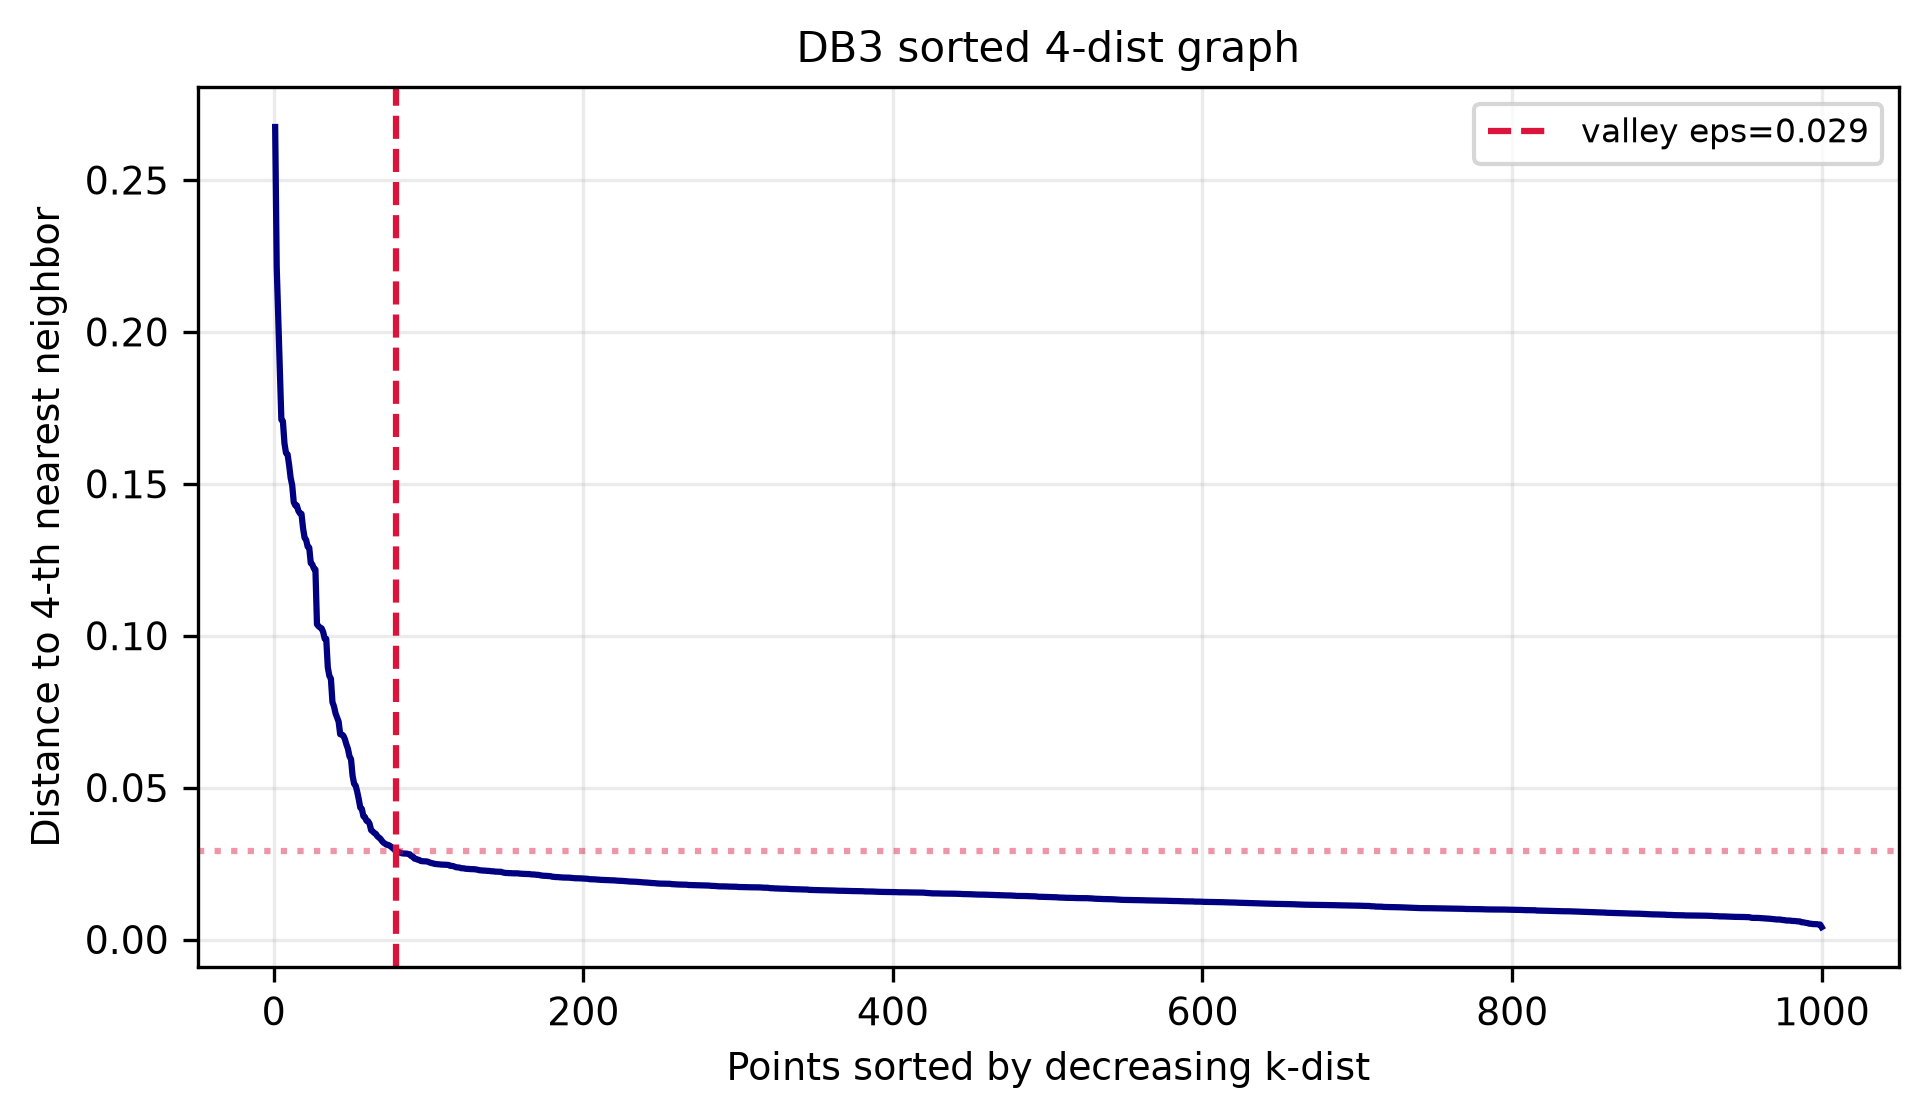 DB3 sorted 4-dist graph
valley eps=0.029
Distance to 4-th nearest neighbor
0.25
0.20
0.15
0.10
0.05
0.00
0 200 400 600 800 1000
Points sorted by decreasing k-dist